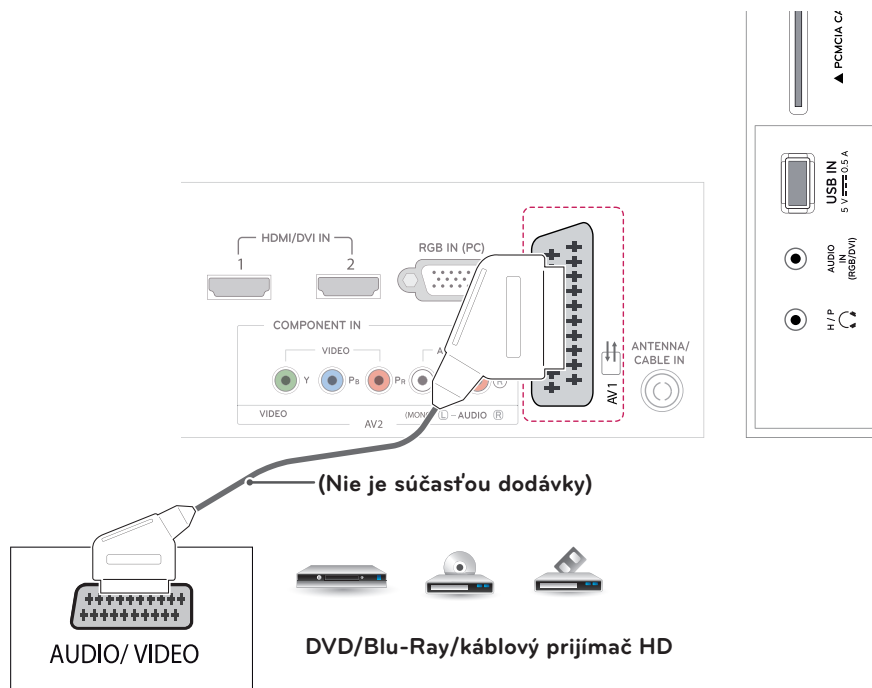 ▲ PCMCIA CA
USB IN
5 V 0.5 A
AUDIO
IN
(RGB/DVI)
H/P
HDMI/DVI IN
1 2
RGB IN (PC)
COMPONENT IN
VIDEO A
Y PB PR R
VIDEO (MONO L – AUDIO R
AV2
AV1
ANTENNA/
CABLE IN
(Nie je súčasťou dodávky)
AUDIO/ VIDEO
DVD/Blu-Ray/káblový prijímač HD